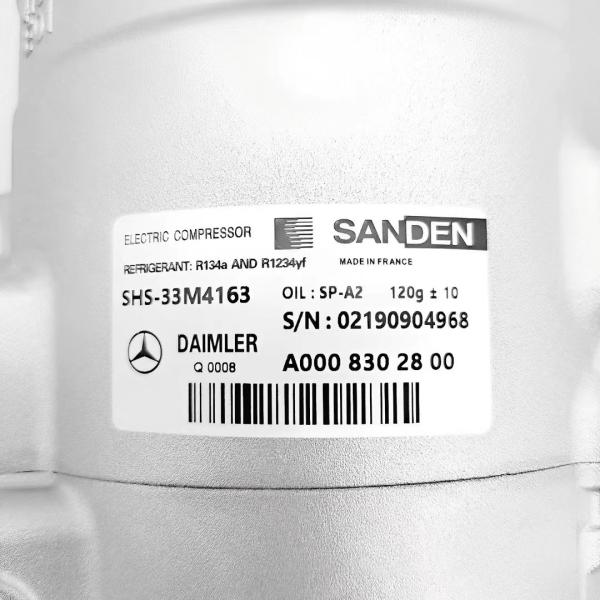 ELECTRIC COMPRESSOR
SANDEN
REFRIGERANT: R134a AND R1234yf
MADE IN FRANCE
SHS-33M4163
OIL : SP-A2 120g ± 10
S/N : 02190904968
DAIMLER
Q 0008
A000 830 28 00